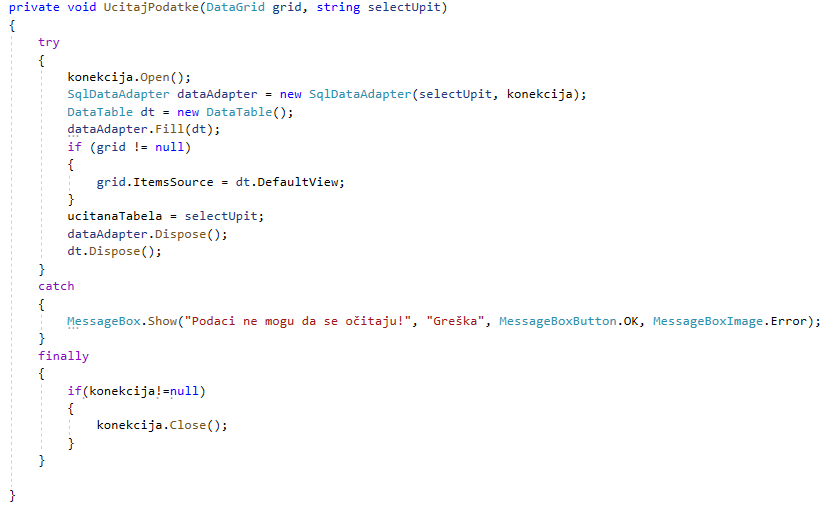 private void UcitajPodatke(DataGrid grid, string selectUpit)
{
    try
    {
        konekcija.Open();
        SqlDataAdapter dataAdapter = new SqlDataAdapter(selectUpit, konekcija);
        DataTable dt = new DataTable();
        dataAdapter.Fill(dt);
        if (grid != null)
        {
            grid.ItemsSource = dt.DefaultView;
        }
        ucitanaTabela = selectUpit;
        dataAdapter.Dispose();
        dt.Dispose();
    }
    catch
    {
        MessageBox.Show("Podaci ne mogu da se očitaju!", "Greška", MessageBoxButton.OK, MessageBoxImage.Error);
    }
    finally
    {
        if(konekcija!=null)
        {
            konekcija.Close();
        }
    }

}